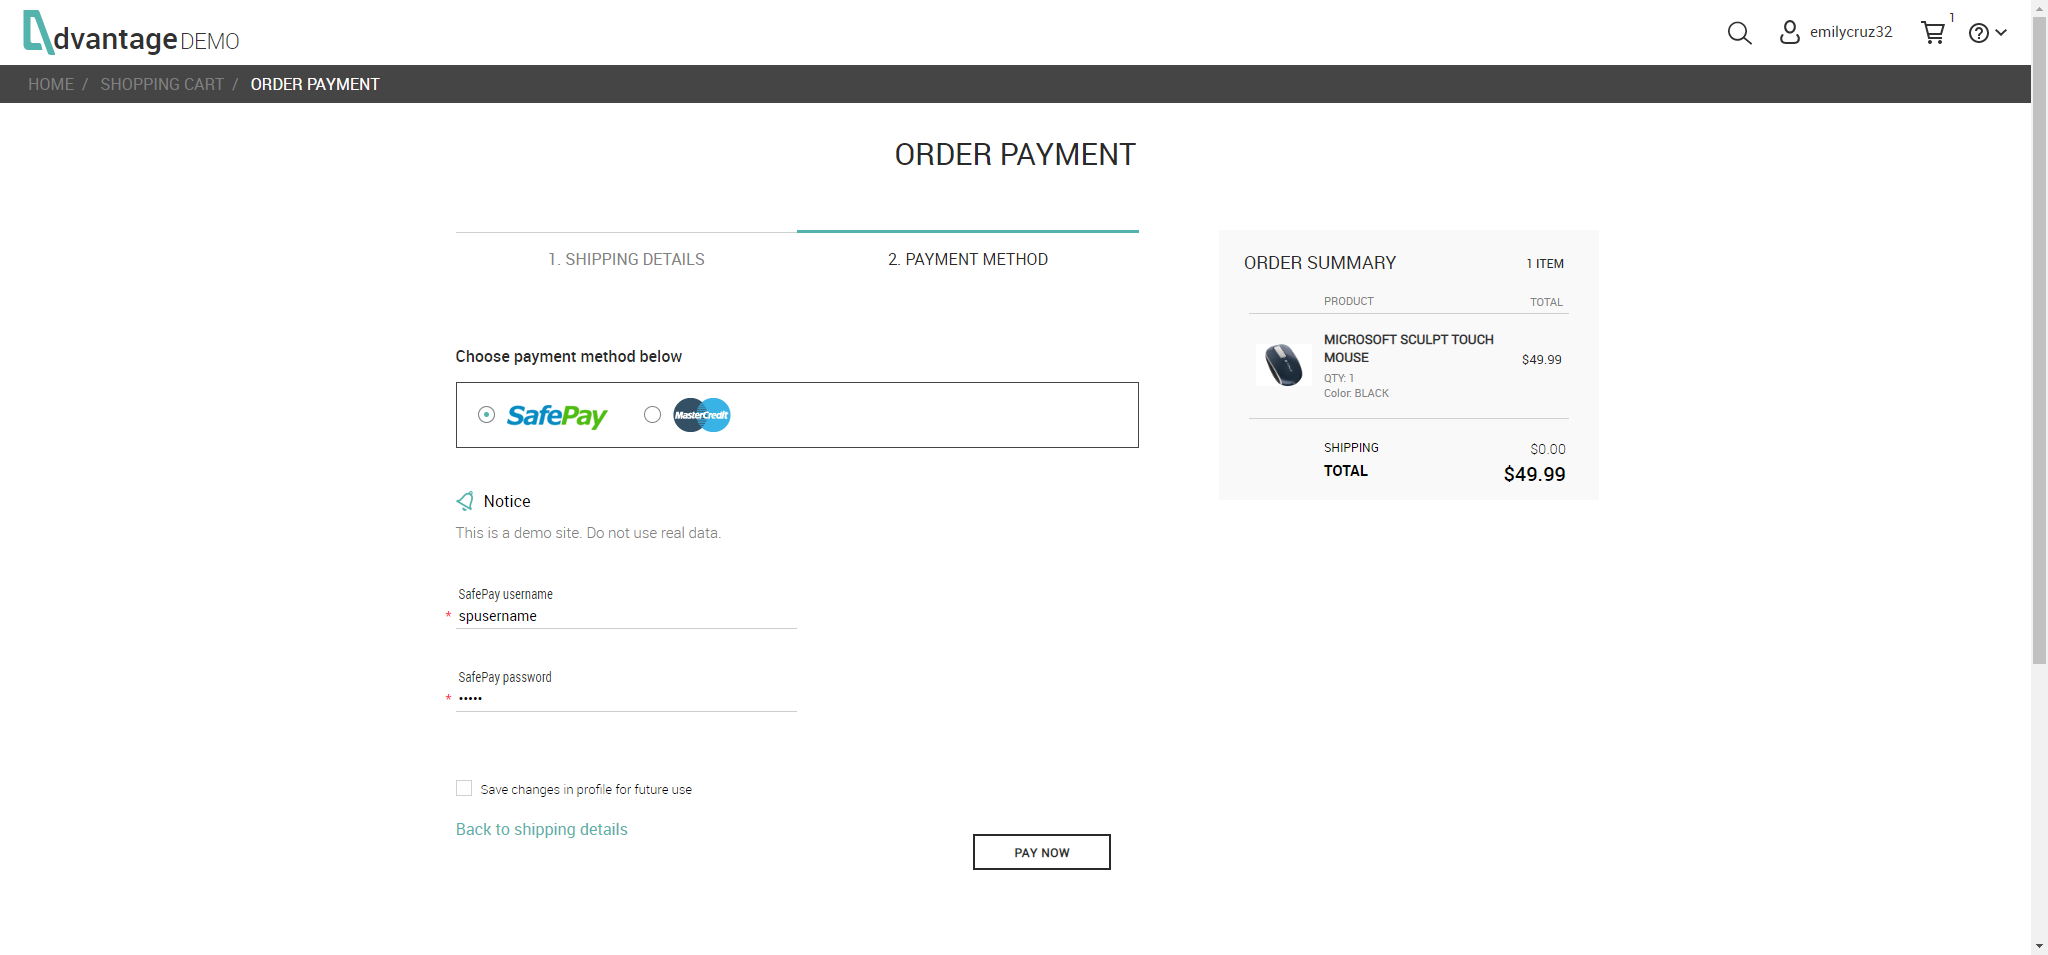 dvantage DEMO
emilycruz32
1
HOME / SHOPPING CART / ORDER PAYMENT
ORDER PAYMENT
1. SHIPPING DETAILS
2. PAYMENT METHOD
Choose payment method below
SafePay
MasterCredit
Notice
This is a demo site. Do not use real data.
SafePay username
* spusername
SafePay password
* •••••
Save changes in profile for future use
Back to shipping details
PAY NOW
ORDER SUMMARY
1 ITEM
PRODUCT
TOTAL
MICROSOFT SCULPT TOUCH
MOUSE
$49.99
QTY: 1
Color: BLACK
SHIPPING
$0.00
TOTAL
$49.99